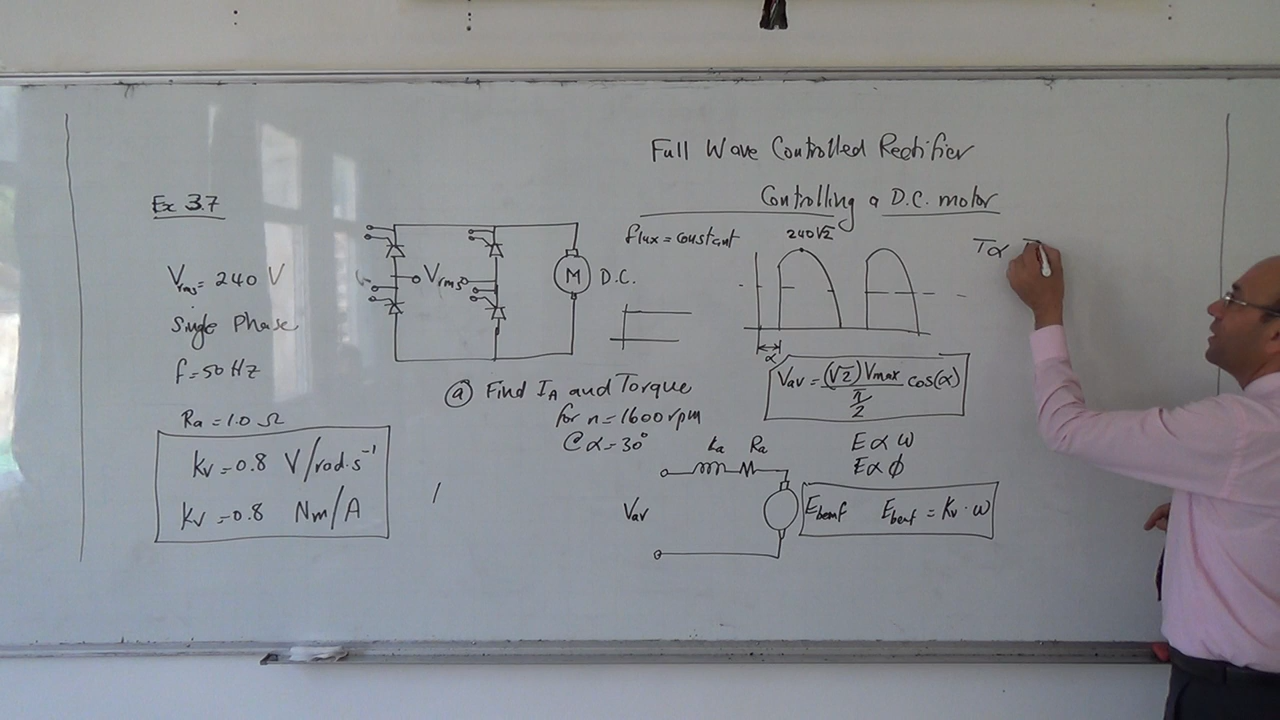 Full Wave Controlled Rectifier
Controlling a D.C. motor
Ex 3.7
Vrms = 240 V
Single Phase
f = 50 Hz
Ra = 1.0 Ω
Kv = 0.8 V/rad·s⁻¹
Kv = 0.8 Nm/A
Vrms
M D.C.
flux = constant
240√2
α
T α
ⓐ Find I_A and Torque
for n = 1600 rpm
@ α = 30°
Vav = (√2) Vmax / (π/2) cos(α)
E α ω
E α ϕ
La Ra
Vav
Ebemf Ebemf = Kv · ω